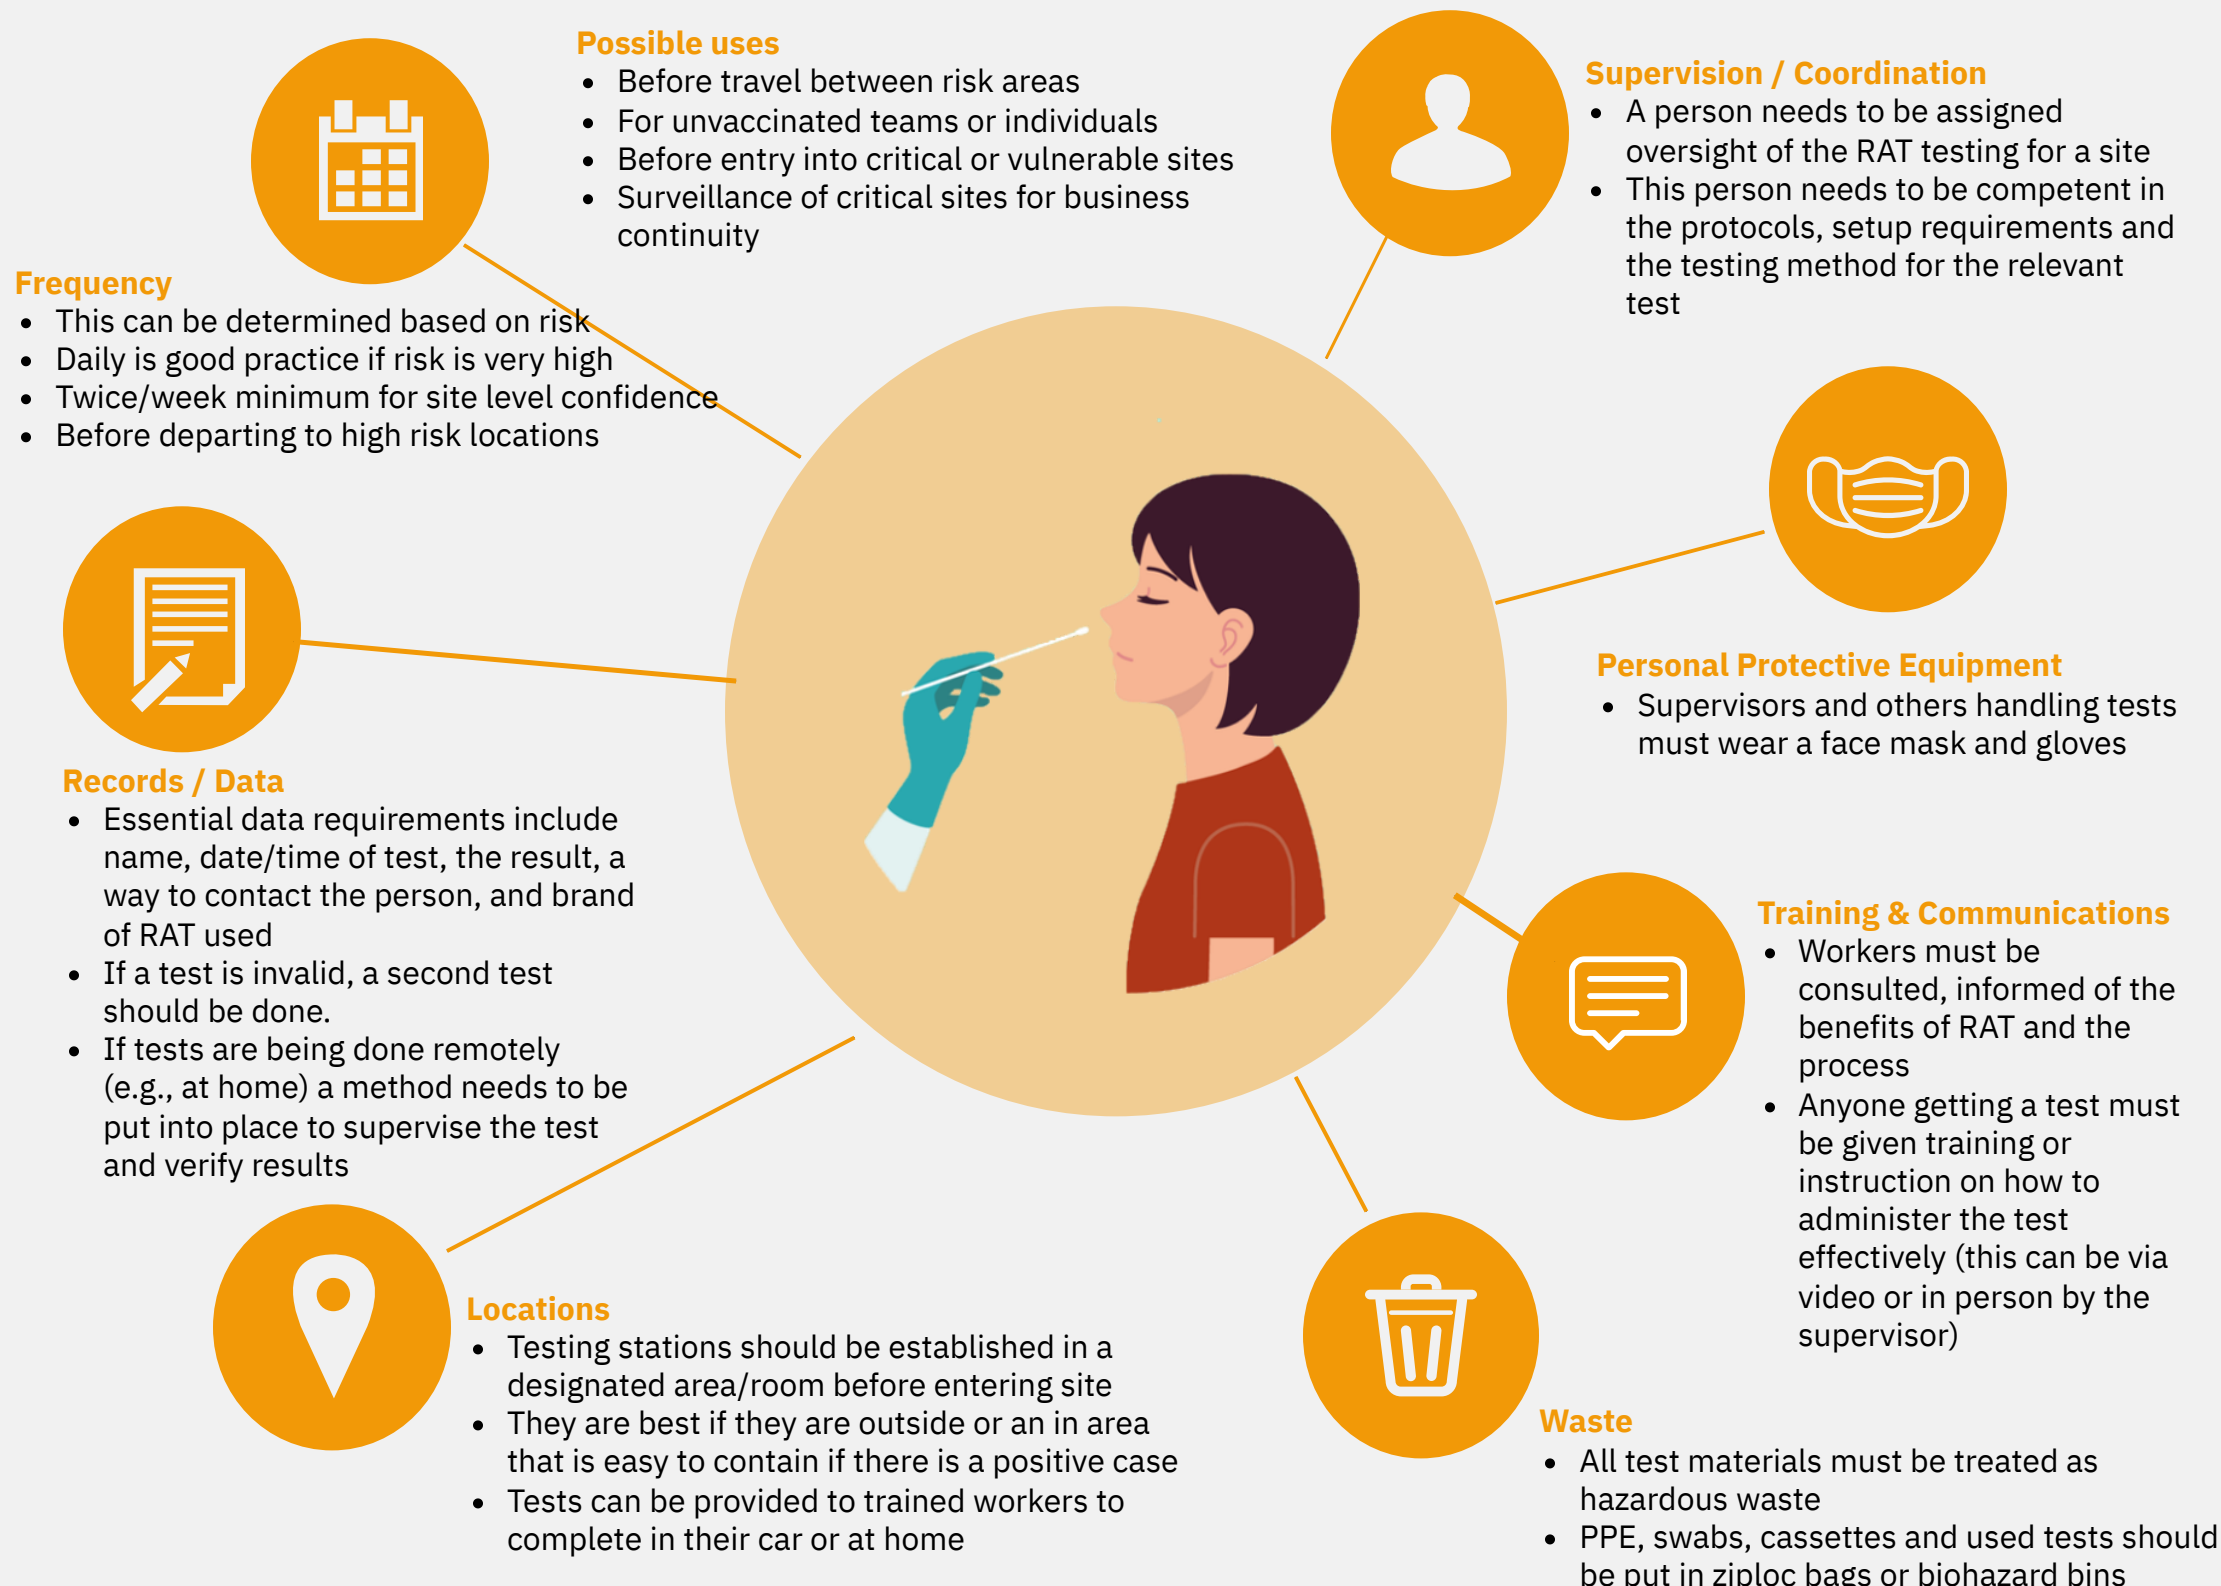 Possible uses
• Before travel between risk areas
• For unvaccinated teams or individuals
• Before entry into critical or vulnerable sites
• Surveillance of critical sites for business
continuity
Supervision / Coordination
• A person needs to be assigned
oversight of the RAT testing for a site
• This person needs to be competent in
the protocols, setup requirements and
the testing method for the relevant
test
Frequency
• This can be determined based on risk
• Daily is good practice if risk is very high
• Twice/week minimum for site level confidence
• Before departing to high risk locations
Personal Protective Equipment
• Supervisors and others handling tests
must wear a face mask and gloves
Records / Data
• Essential data requirements include
name, date/time of test, the result, a
way to contact the person, and brand
of RAT used
• If a test is invalid, a second test
should be done.
• If tests are being done remotely
(e.g., at home) a method needs to be
put into place to supervise the test
and verify results
Training & Communications
• Workers must be
consulted, informed of the
benefits of RAT and the
process
• Anyone getting a test must
be given training or
instruction on how to
administer the test
effectively (this can be via
video or in person by the
supervisor)
Locations
• Testing stations should be established in a
designated area/room before entering site
• They are best if they are outside or an in area
that is easy to contain if there is a positive case
• Tests can be provided to trained workers to
complete in their car or at home
Waste
• All test materials must be treated as
hazardous waste
• PPE, swabs, cassettes and used tests should
be put in ziploc bags or biohazard bins